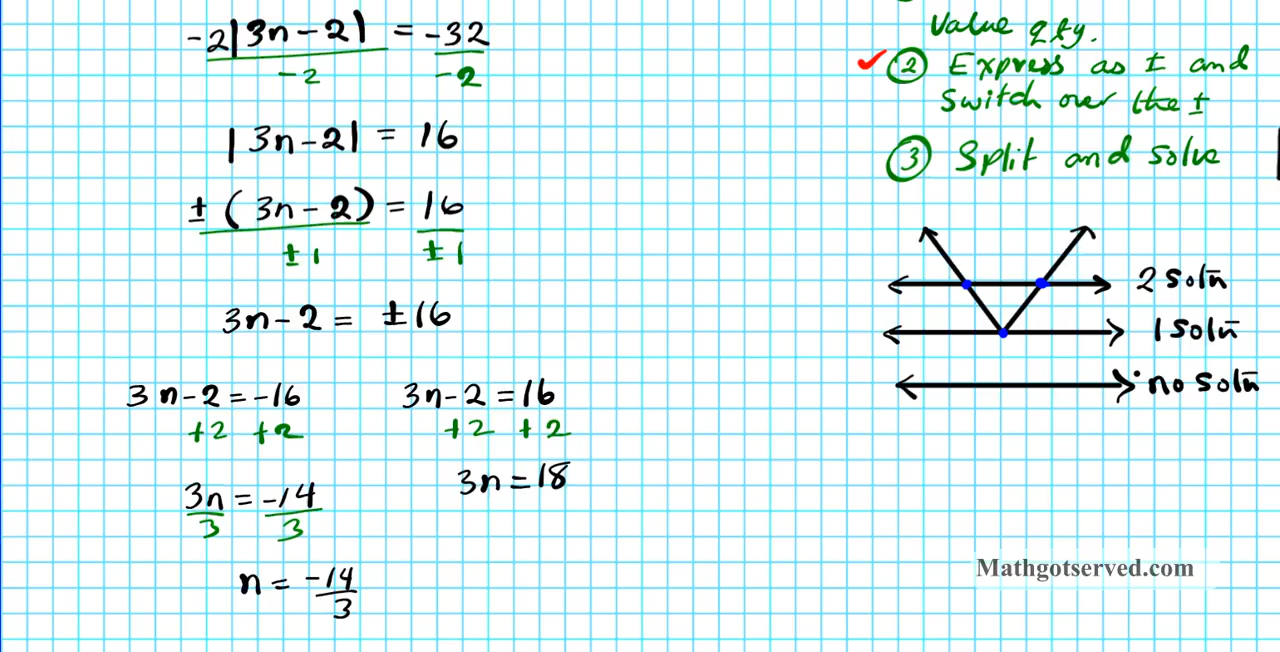 -2|3n-2| = -32
-2 -2
|3n-2| = 16
± (3n-2) = 16
±1 ±1
3n-2 = ±16
3n-2 = -16
+2 +2
3n = -14
3 3
n = -14
3
3n-2 = 16
+2 +2
3n = 18
Value qty.
✓ ② Express as ± and
switch over the ±
③ Split and solve
2 soln̄
1 soln̄
no soln̄
Mathgotserved.com